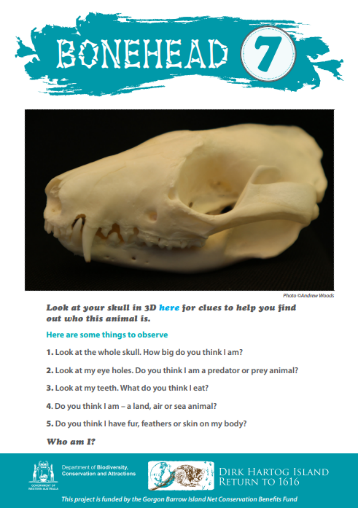 BONEHEAD 7
Photo ©Andrew Woods
Look at your skull in 3D here for clues to help you find
out who this animal is.
Here are some things to observe
1. Look at the whole skull. How big do you think I am?
2. Look at my eye holes. Do you think I am a predator or prey animal?
3. Look at my teeth. What do you think I eat?
4. Do you think I am – a land, air or sea animal?
5. Do you think I have fur, feathers or skin on my body?
Who am I?
Department of Biodiversity,
Conservation and Attractions
GOVERNMENT OF
WESTERN AUSTRALIA
DIRK HARTOG ISLAND
RETURN TO 1616
This project is funded by the Gorgon Barrow Island Net Conservation Benefits Fund